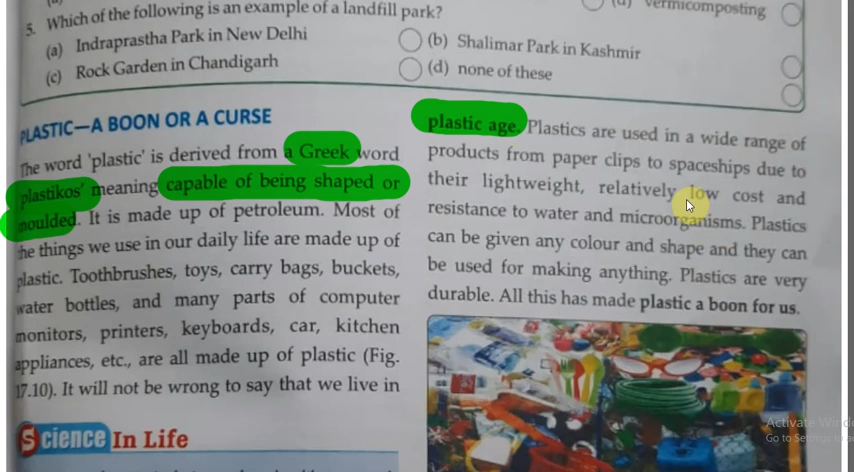 5. Which of the following is an example of a landfill park?
(a) Indraprastha Park in New Delhi
(c) Rock Garden in Chandigarh
vermicomposting
(b) Shalimar Park in Kashmir
(d) none of these
PLASTIC—A BOON OR A CURSE
The word 'plastic' is derived from a Greek word
plastikos' meaning capable of being shaped or
moulded. It is made up of petroleum. Most of
the things we use in our daily life are made up of
plastic. Toothbrushes, toys, carry bags, buckets,
water bottles, and many parts of computer
monitors, printers, keyboards, car, kitchen
appliances, etc., are all made up of plastic (Fig.
17.10). It will not be wrong to say that we live in
plastic age. Plastics are used in a wide range of
products from paper clips to spaceships due to
their lightweight, relatively low cost and
resistance to water and microorganisms. Plastics
can be given any colour and shape and they can
be used for making anything. Plastics are very
durable. All this has made plastic a boon for us.
Science In Life
Activate Wind
Go to Settings